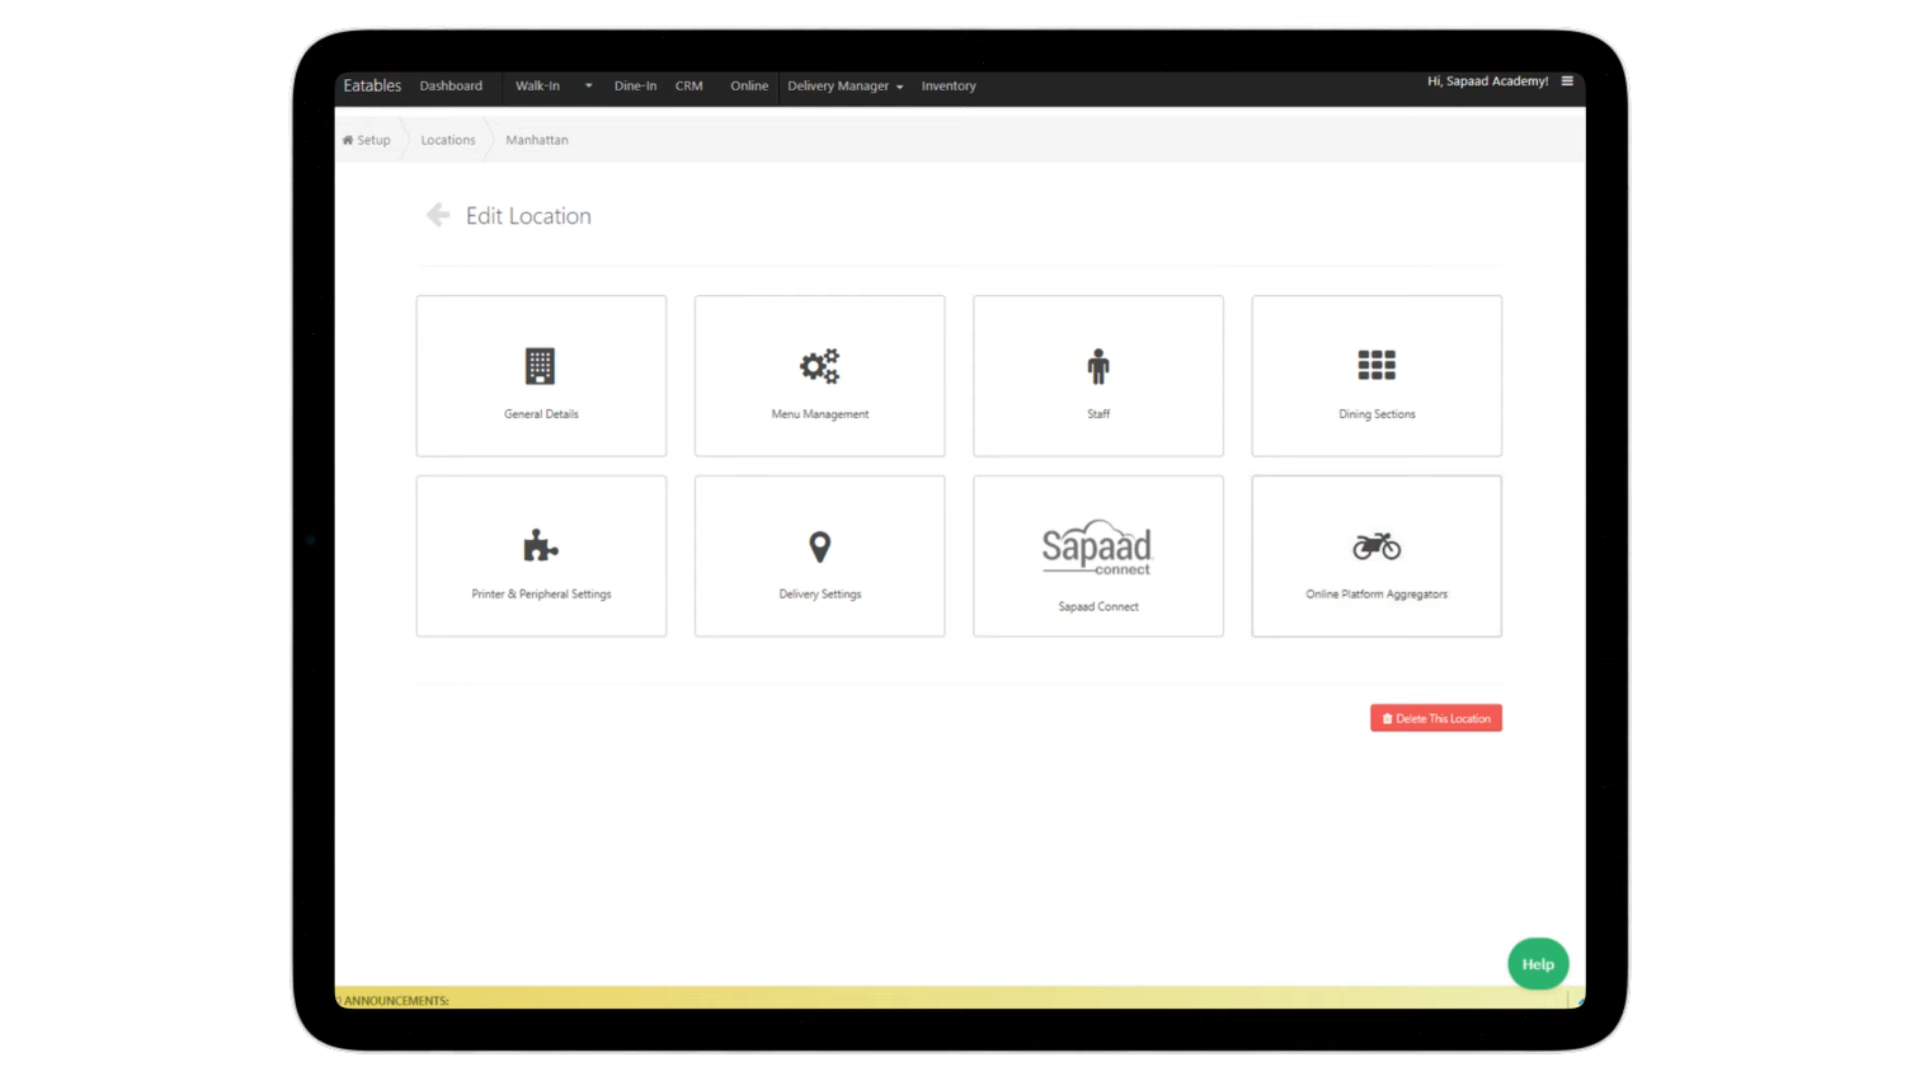 Eatables Dashboard Walk-In Dine-In CRM Online Delivery Manager Inventory Hi, Sapaad Academy!
Setup Locations Manhattan
Edit Location
General Details Menu Management Staff Dining Sections
Sapaad
connect
Printer & Peripheral Settings Delivery Settings Sapaad Connect Online Platform Aggregators
Delete This Location
Help
ANNOUNCEMENTS: